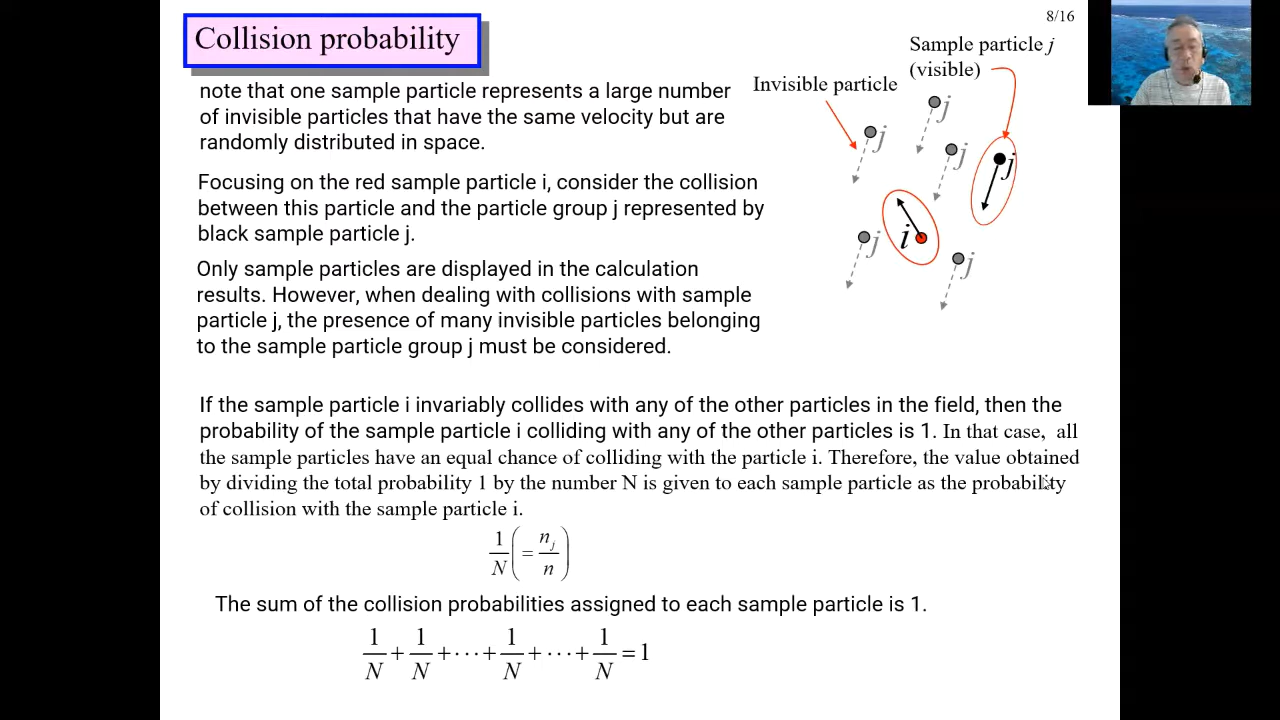 8/16
Collision probability
Sample particle j
(visible)
Invisible particle
note that one sample particle represents a large number
of invisible particles that have the same velocity but are
randomly distributed in space.
j
j
j
j
Focusing on the red sample particle i, consider the collision
between this particle and the particle group j represented by
black sample particle j.
j
i
j
Only sample particles are displayed in the calculation
results. However, when dealing with collisions with sample
particle j, the presence of many invisible particles belonging
to the sample particle group j must be considered.
If the sample particle i invariably collides with any of the other particles in the field, then the
probability of the sample particle i colliding with any of the other particles is 1. In that case, all
the sample particles have an equal chance of colliding with the particle i. Therefore, the value obtained
by dividing the total probability 1 by the number N is given to each sample particle as the probability
of collision with the sample particle i.
1/N (= n_j/n)
The sum of the collision probabilities assigned to each sample particle is 1.
1/N + 1/N + ··· + 1/N + ··· + 1/N = 1